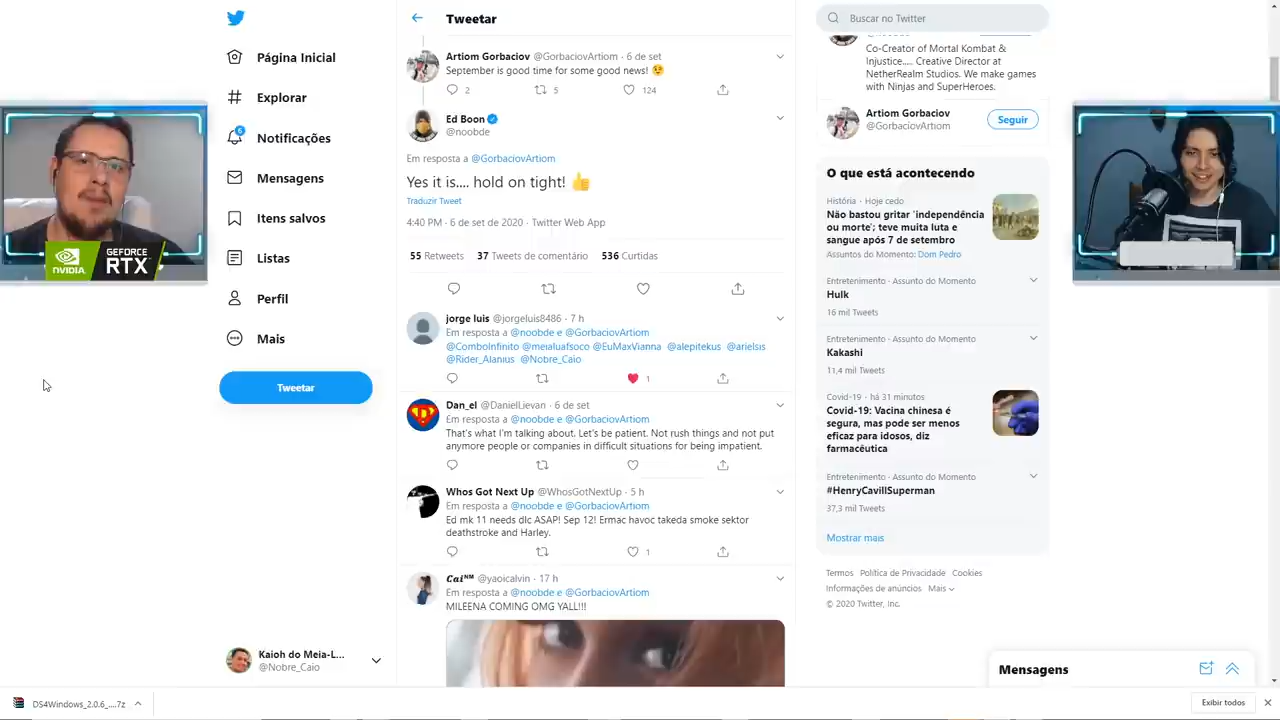 Tweetar
Buscar no Twitter
Página Inicial
Explorar
6
Notificações
Mensagens
Itens salvos
Listas
Perfil
Mais
Tweetar
Kaioh do Meia-L...
@Nobre_Caio
NVIDIA
GEFORCE
RTX
Artiom Gorbaciov @GorbaciovArtiom · 6 de set
September is good time for some good news! 😉
2 5 124
Ed Boon
@noobde
Em resposta a @GorbaciovArtiom
Yes it is.... hold on tight! 👍
Traduzir Tweet
4:40 PM · 6 de set de 2020 · Twitter Web App
55 Retweets 37 Tweets de comentário 536 Curtidas
jorge luis @jorgeluis8486 · 7 h
Em resposta a @noobde e @GorbaciovArtiom
@ComboInfinito @meialuafsoco @EuMaxVianna @alepitekus @arielsis
@Rider_Alanius @Nobre_Caio
1
Dan_el @DanielLievan · 6 de set
Em resposta a @noobde e @GorbaciovArtiom
That's what I'm talking about. Let's be patient. Not rush things and not put
anymore people or companies in difficult situations for being impatient.
Whos Got Next Up @WhosGotNextUp · 5 h
Em resposta a @noobde e @GorbaciovArtiom
Ed mk 11 needs dlc ASAP! Sep 12! Ermac havoc takeda smoke sektor
deathstroke and Harley.
1
Caiᴺᴹ @yaoicalvin · 17 h
Em resposta a @noobde e @GorbaciovArtiom
MILEENA COMING OMG YALL!!!
Co-Creator of Mortal Kombat &
Injustice..... Creative Director at
NetherRealm Studios. We make games
with Ninjas and SuperHeroes.
Artiom Gorbaciov
@GorbaciovArtiom
Seguir
O que está acontecendo
História · Hoje cedo
Não bastou gritar 'independência
ou morte'; teve muita luta e
sangue após 7 de setembro
Assuntos do Momento: Dom Pedro
Entretenimento · Assunto do Momento
Hulk
16 mil Tweets
Entretenimento · Assunto do Momento
Kakashi
11,4 mil Tweets
Covid-19 · há 31 minutos
Covid-19: Vacina chinesa é
segura, mas pode ser menos
eficaz para idosos, diz
farmacêutica
Entretenimento · Assunto do Momento
#HenryCavillSuperman
37,3 mil Tweets
Mostrar mais
Termos Política de Privacidade Cookies
Informações de anúncios Mais
© 2020 Twitter, Inc.
Mensagens
DS4Windows_2.0.6_....7z
Exibir todos